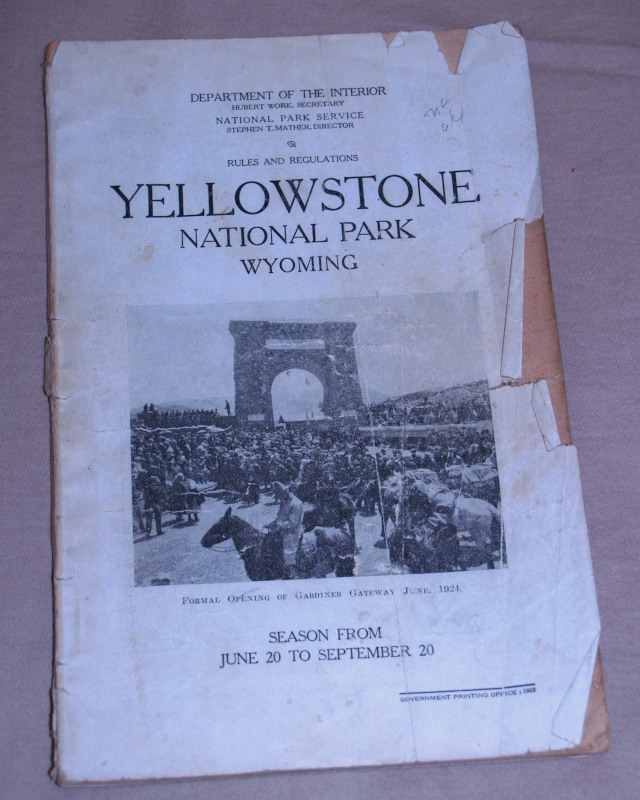 DEPARTMENT OF THE INTERIOR
HUBERT WORK, SECRETARY
NATIONAL PARK SERVICE
STEPHEN T. MATHER, DIRECTOR
RULES AND REGULATIONS
YELLOWSTONE
NATIONAL PARK
WYOMING
FORMAL OPENING OF GARDINER GATEWAY JUNE, 1924.
SEASON FROM
JUNE 20 TO SEPTEMBER 20
GOVERNMENT PRINTING OFFICE : 1925